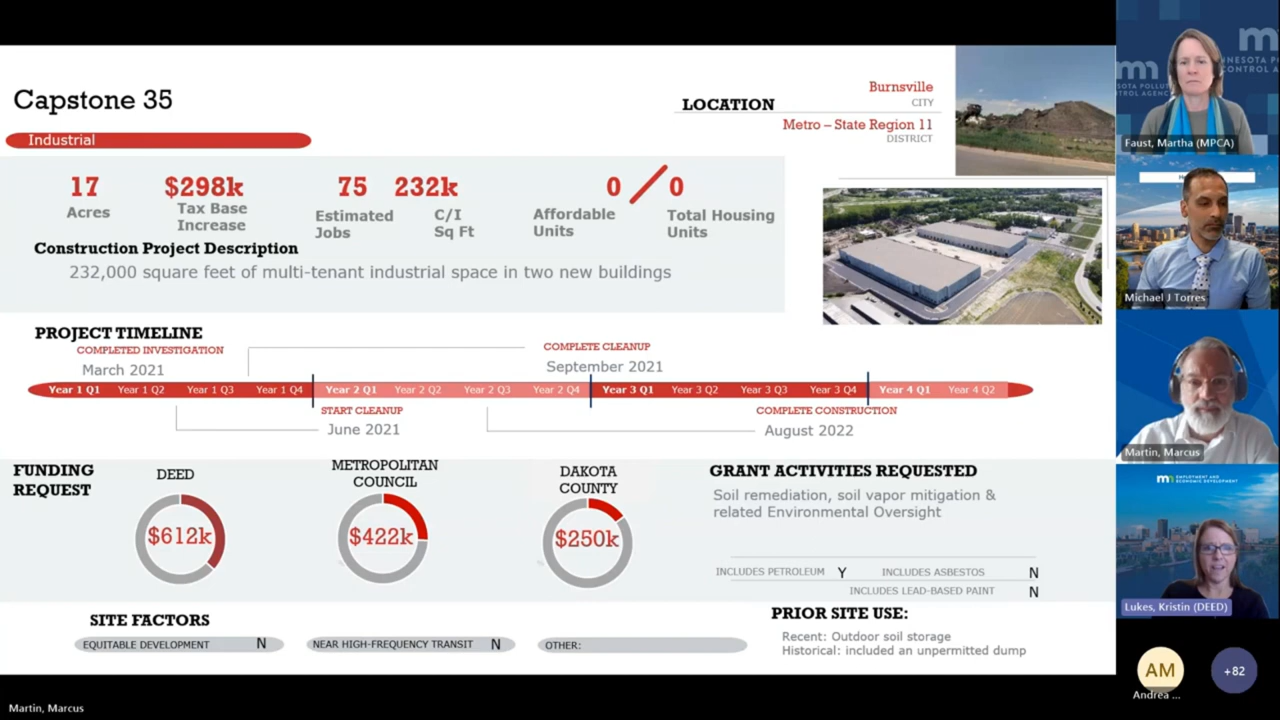 Capstone 35
Industrial
LOCATION
Burnsville
CITY
Metro – State Region 11
DISTRICT
17
Acres
$298k
Tax Base
Increase
75
Estimated
Jobs
232k
C/I
Sq Ft
0 / 0
Affordable
Units
Total Housing
Units
Construction Project Description
232,000 square feet of multi-tenant industrial space in two new buildings
PROJECT TIMELINE
COMPLETED INVESTIGATION
March 2021
COMPLETE CLEANUP
September 2021
Year 1 Q1 Year 1 Q2 Year 1 Q3 Year 1 Q4 Year 2 Q1 Year 2 Q2 Year 2 Q3 Year 2 Q4 Year 3 Q1 Year 3 Q2 Year 3 Q3 Year 3 Q4 Year 4 Q1 Year 4 Q2
START CLEANUP
June 2021
COMPLETE CONSTRUCTION
August 2022
FUNDING
REQUEST
DEED
$612k
METROPOLITAN
COUNCIL
$422k
DAKOTA
COUNTY
$250k
GRANT ACTIVITIES REQUESTED
Soil remediation, soil vapor mitigation &
related Environmental Oversight
INCLUDES PETROLEUM Y INCLUDES ASBESTOS N
INCLUDES LEAD-BASED PAINT N
SITE FACTORS
EQUITABLE DEVELOPMENT N
NEAR HIGH-FREQUENCY TRANSIT N
OTHER:
PRIOR SITE USE:
Recent: Outdoor soil storage
Historical: included an unpermitted dump
Faust, Martha (MPCA)
Michael J Torres
Martin, Marcus
EMPLOYMENT AND
ECONOMIC DEVELOPMENT
Lukes, Kristin (DEED)
AM
Andrea ...
+82
Martin, Marcus